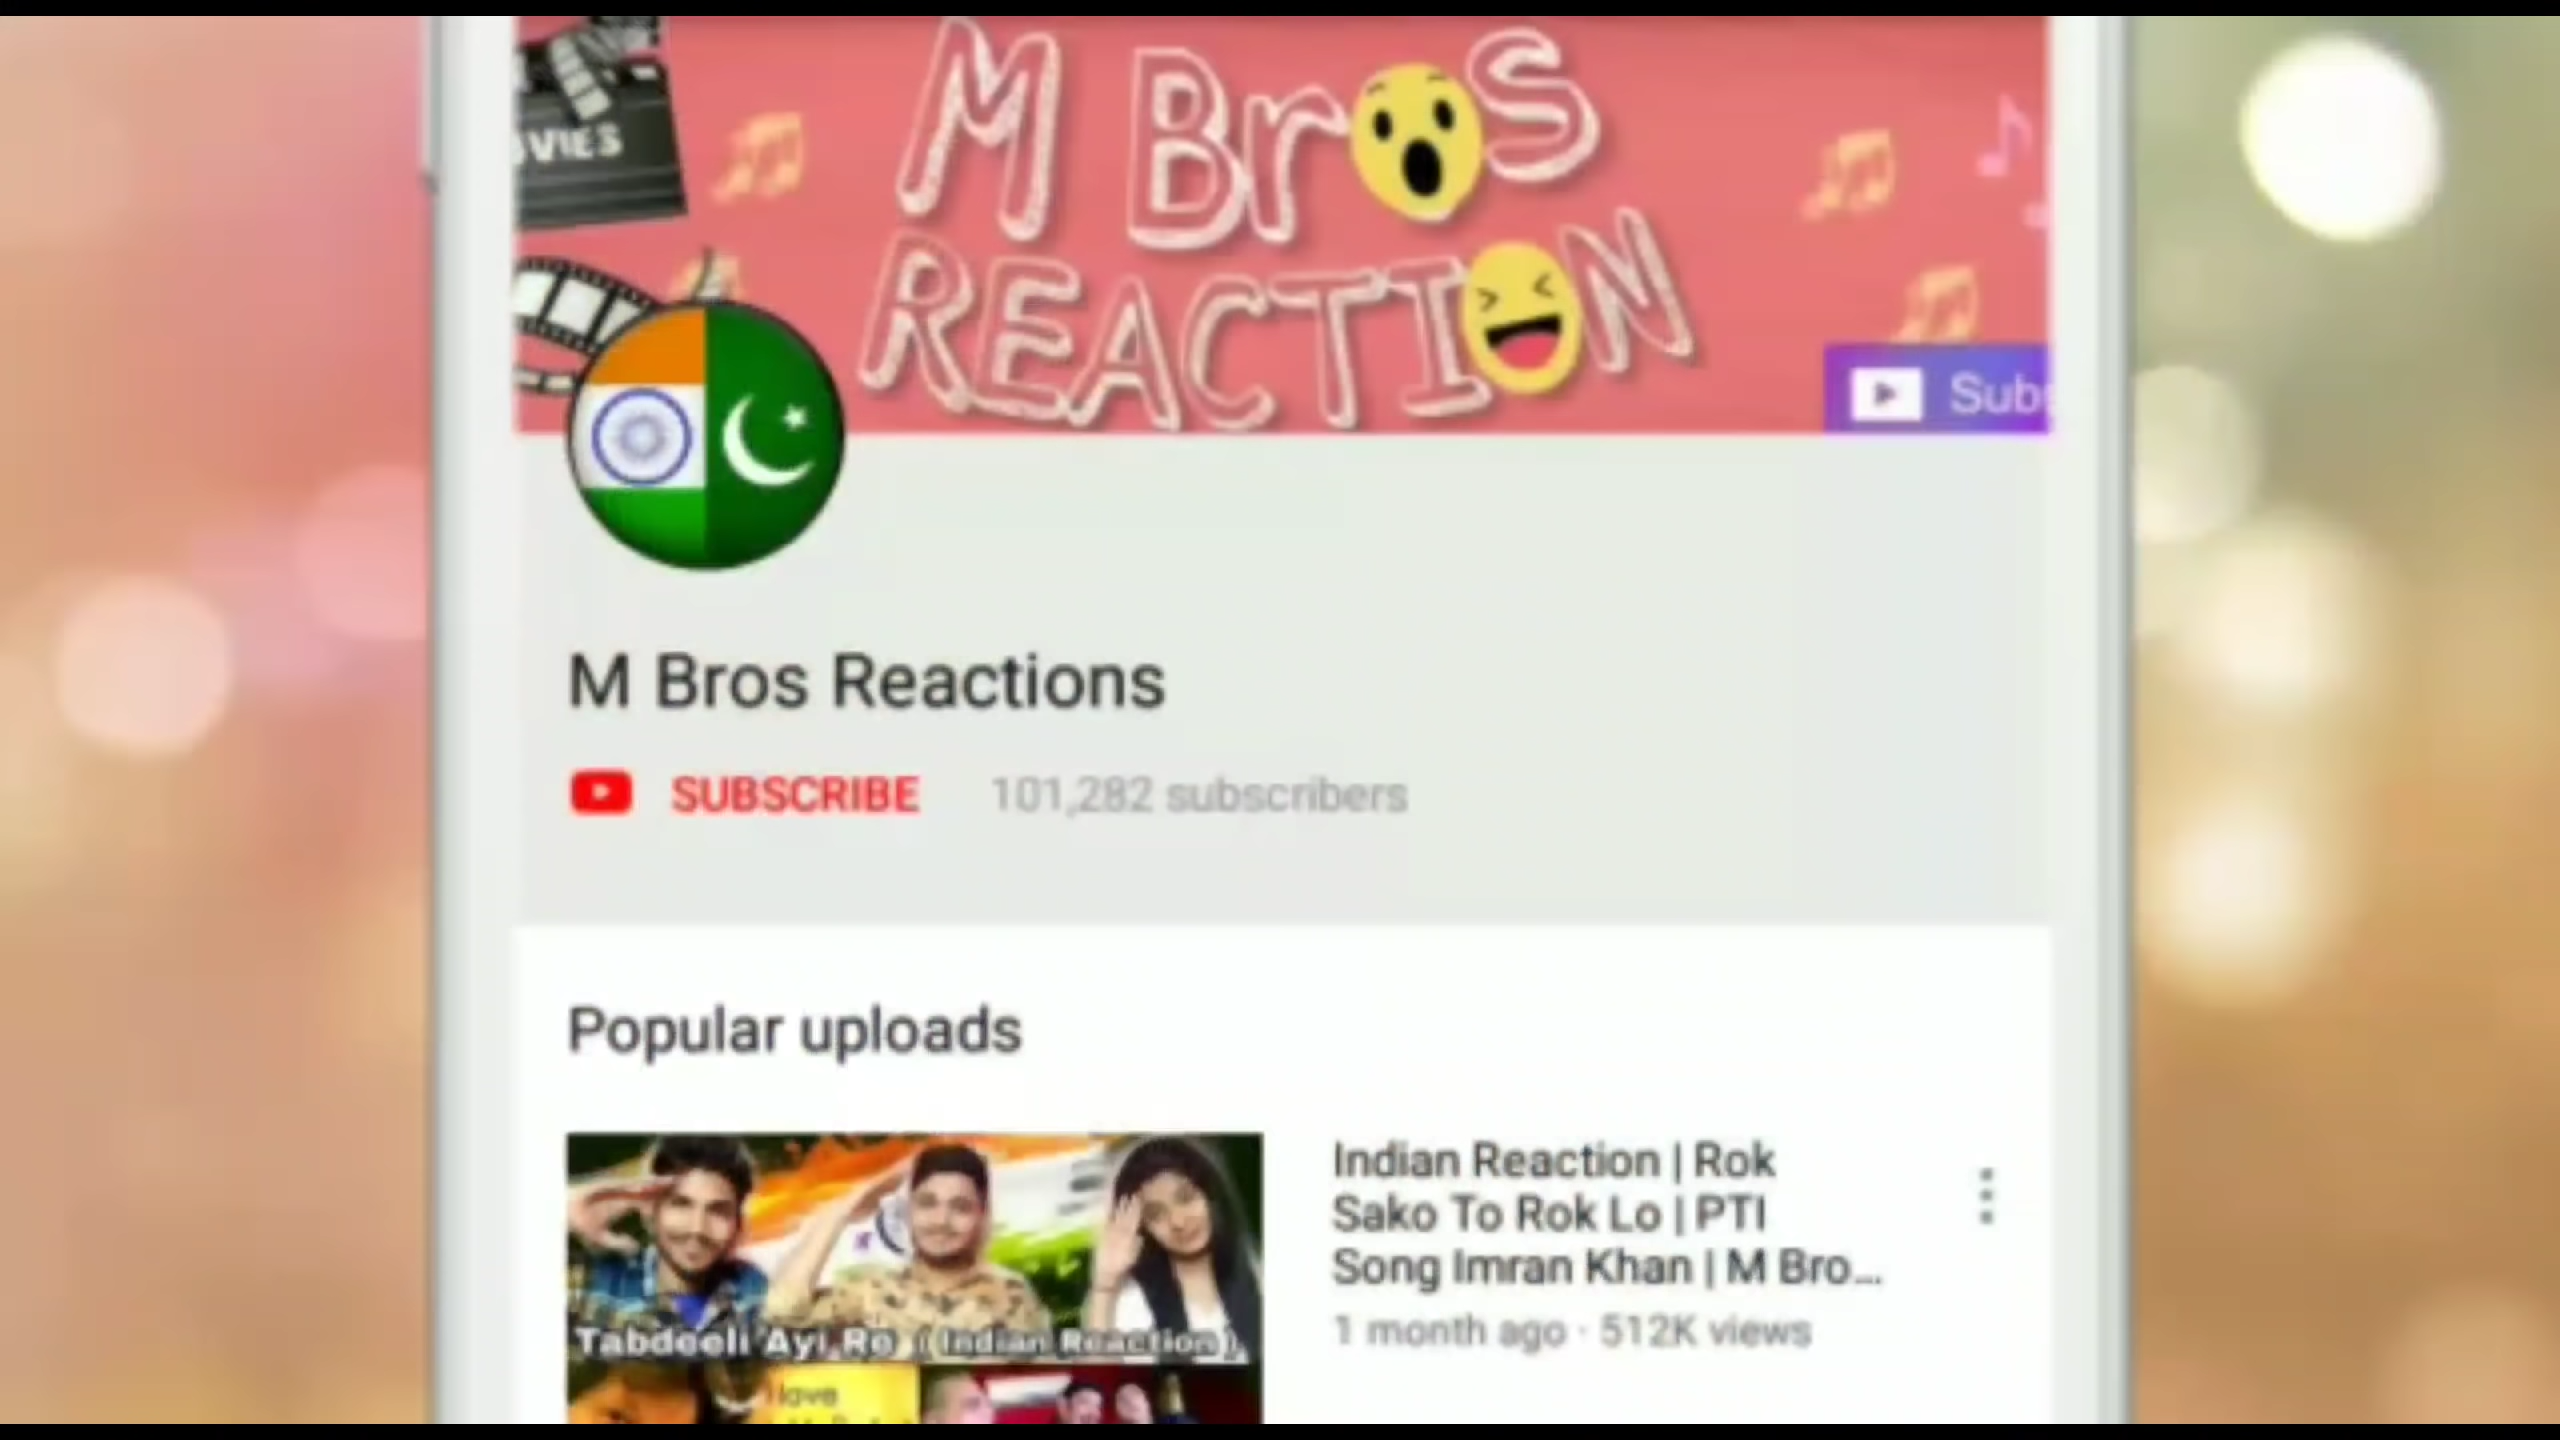 M Bros
REACTION
M Bros Reactions
SUBSCRIBE 101,282 subscribers
Popular uploads
Indian Reaction | Rok
Sako To Rok Lo | PTI
Song Imran Khan | M Bro...
1 month ago · 512K views
Tabdeeli Ayi Re (Indian Reaction)
love